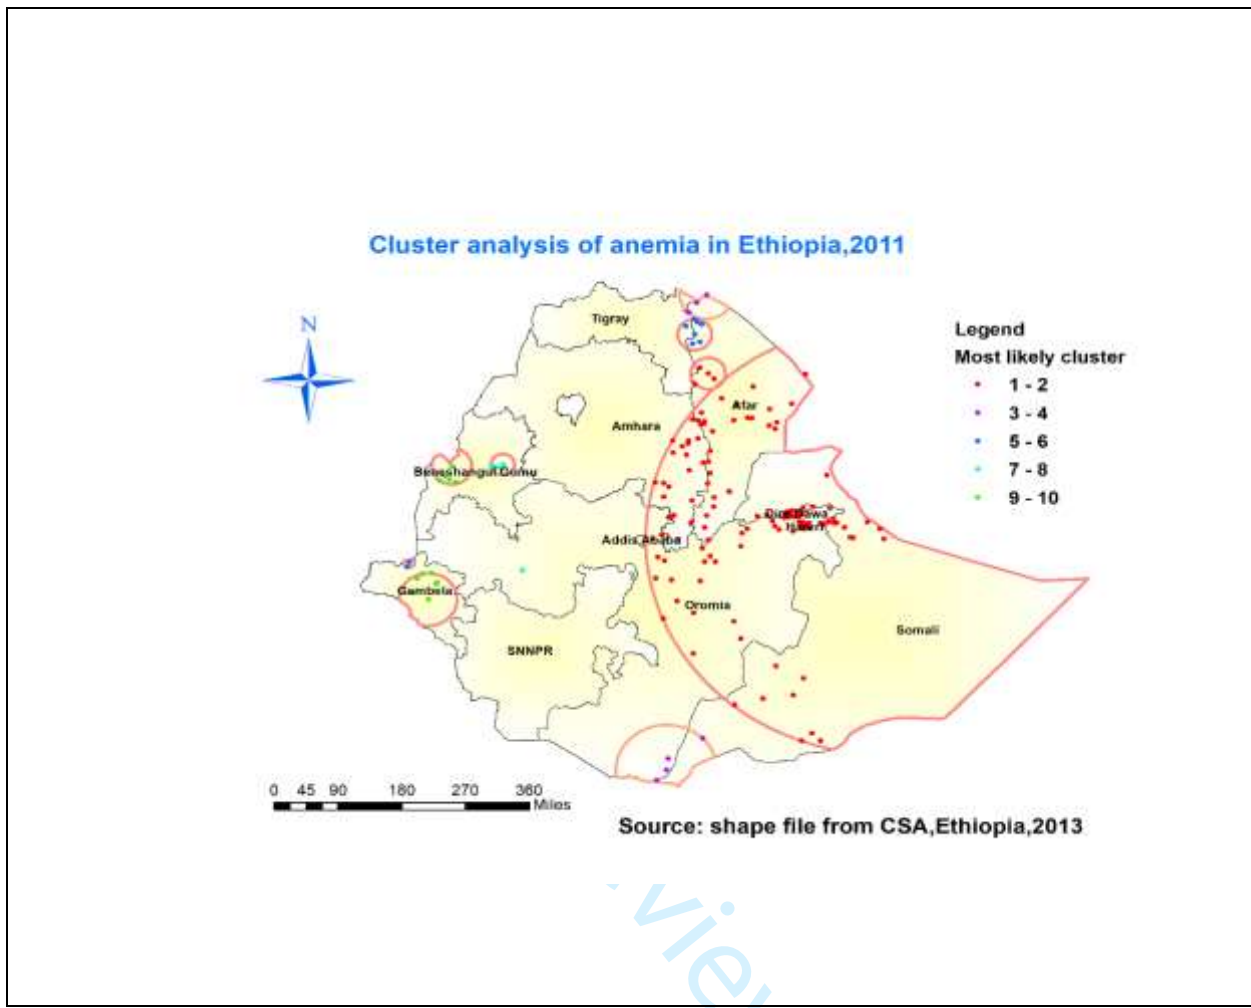 Cluster analysis of anemia in Ethiopia,2011
N
Legend
Most likely cluster
1 - 2
3 - 4
5 - 6
7 - 8
9 - 10
Tigray
Afar
Amhara
Addis Ababa
Gambela
Oromia
Somali
SNNPR
0 45 90 180 270 360
Miles
Source: shape file from CSA,Ethiopia,2013
view